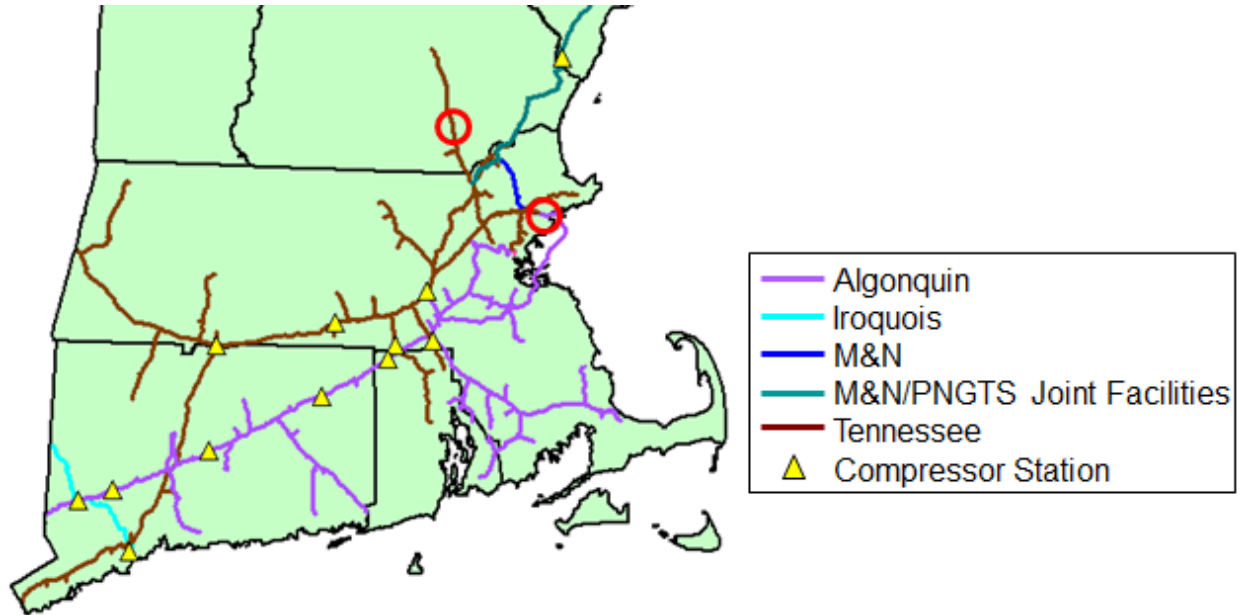 Algonquin
Iroquois
M&N
M&N/PNGTS Joint Facilities
Tennessee
Compressor Station